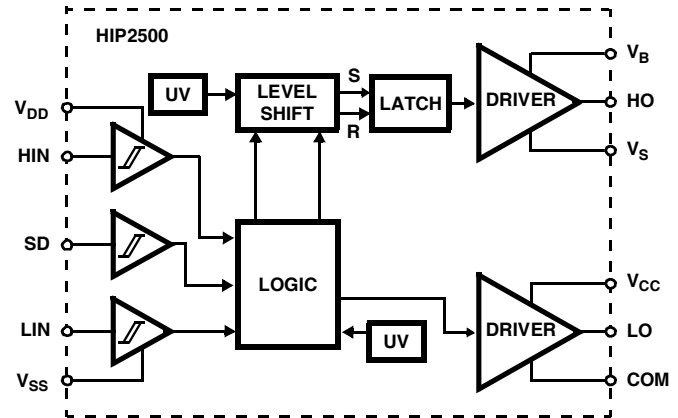 HIP2500
UV
LEVEL
SHIFT
S
R
LATCH
DRIVER
VB
HO
VS
VDD
HIN
SD
LIN
VSS
LOGIC
UV
DRIVER
VCC
LO
COM